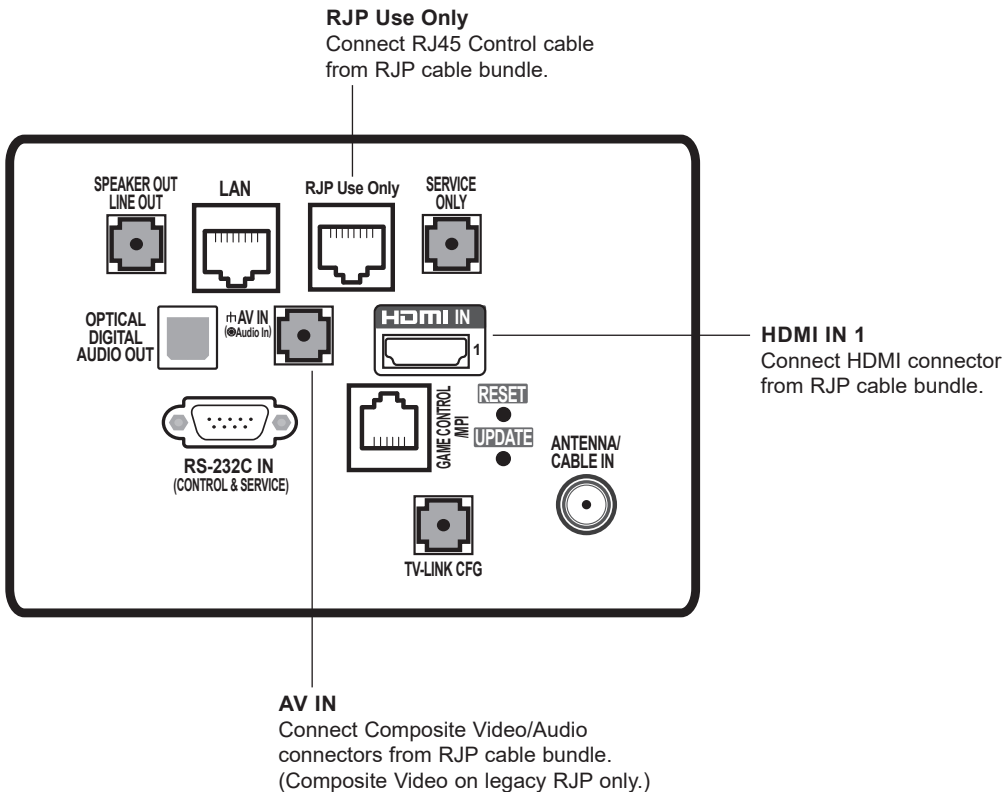 RJP Use Only
Connect RJ45 Control cable
from RJP cable bundle.
SPEAKER OUT
LINE OUT
LAN
RJP Use Only
SERVICE
ONLY
OPTICAL
DIGITAL
AUDIO OUT
AV IN
(Audio In)
HDMI IN
1
HDMI IN 1
Connect HDMI connector
from RJP cable bundle.
RS-232C IN
(CONTROL & SERVICE)
GAME CONTROL
/MPI
RESET
UPDATE
ANTENNA/
CABLE IN
TV-LINK CFG
AV IN
Connect Composite Video/Audio
connectors from RJP cable bundle.
(Composite Video on legacy RJP only.)